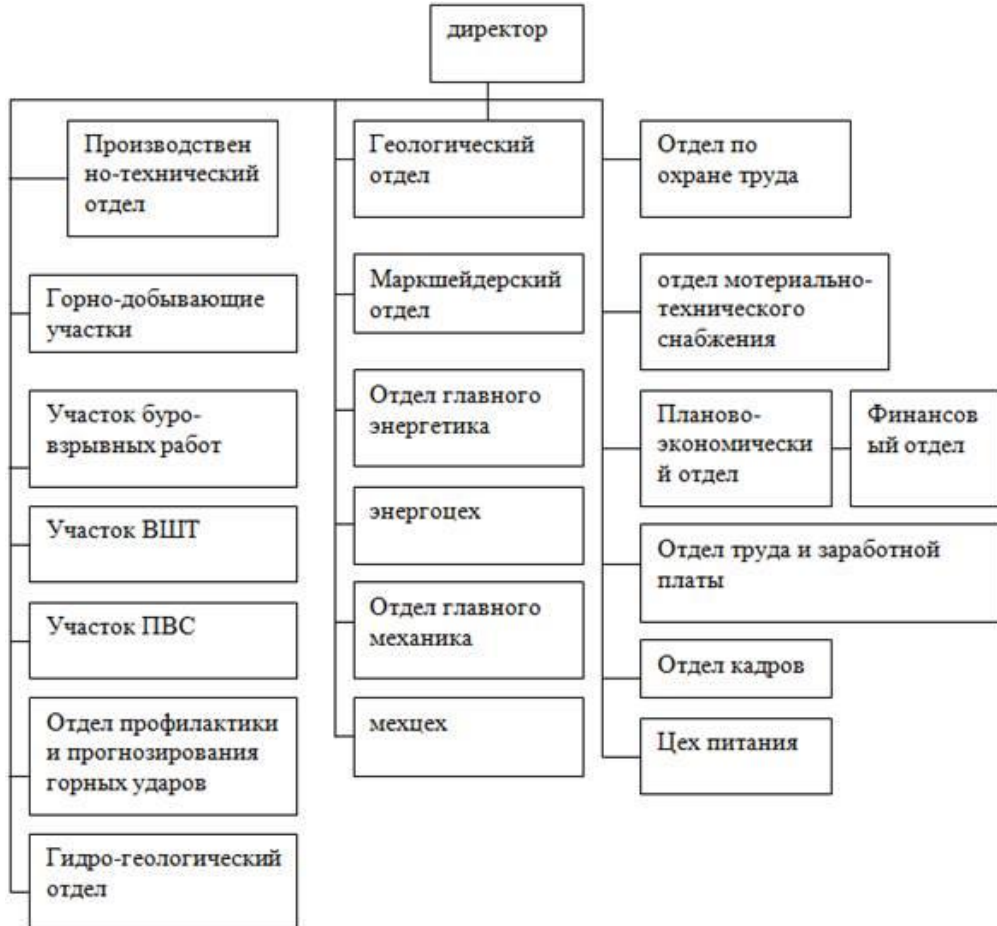 директор
Производствен
но-технический
отдел
Горно-добывающие
участки
Участок буро-
взрывных работ
Участок ВШТ
Участок ПВС
Отдел профилактики
и прогнозирования
горных ударов
Гидро-геологический
отдел
Геологический
отдел
Маркшейдерский
отдел
Отдел главного
энергетика
энергоцех
Отдел главного
механика
мехцех
Отдел по
охране труда
отдел мотериально-
технического
снабжения
Планово-
экономически
й отдел
Финансов
ый отдел
Отдел труда и заработной
платы
Отдел кадров
Цех питания